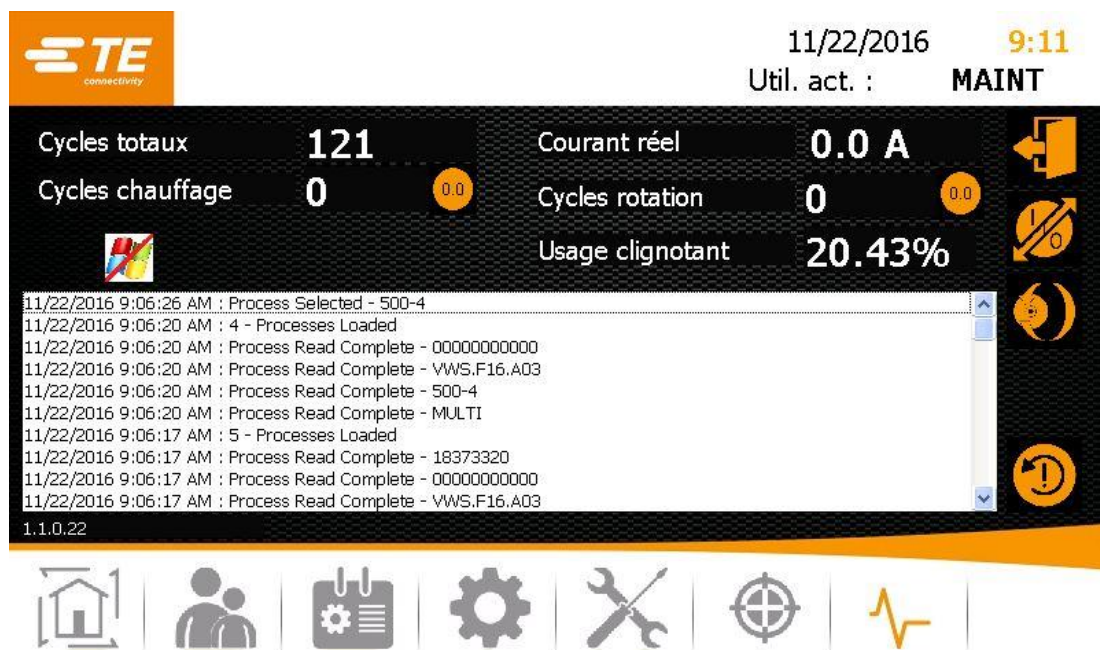 TE
connectivity
11/22/2016 9:11
Util. act. : MAINT
Cycles totaux 121
Courant réel 0.0 A
Cycles chauffage 0 0.0
Cycles rotation 0 0.0
Usage clignotant 20.43%
I
O
11/22/2016 9:06:26 AM : Process Selected - 500-4
11/22/2016 9:06:20 AM : 4 - Processes Loaded
11/22/2016 9:06:20 AM : Process Read Complete - 00000000000
11/22/2016 9:06:20 AM : Process Read Complete - VWS.F16.A03
11/22/2016 9:06:20 AM : Process Read Complete - 500-4
11/22/2016 9:06:20 AM : Process Read Complete - MULTI
11/22/2016 9:06:17 AM : 5 - Processes Loaded
11/22/2016 9:06:17 AM : Process Read Complete - 18373320
11/22/2016 9:06:17 AM : Process Read Complete - 00000000000
11/22/2016 9:06:17 AM : Process Read Complete - VWS.F16.A03
1.1.0.22